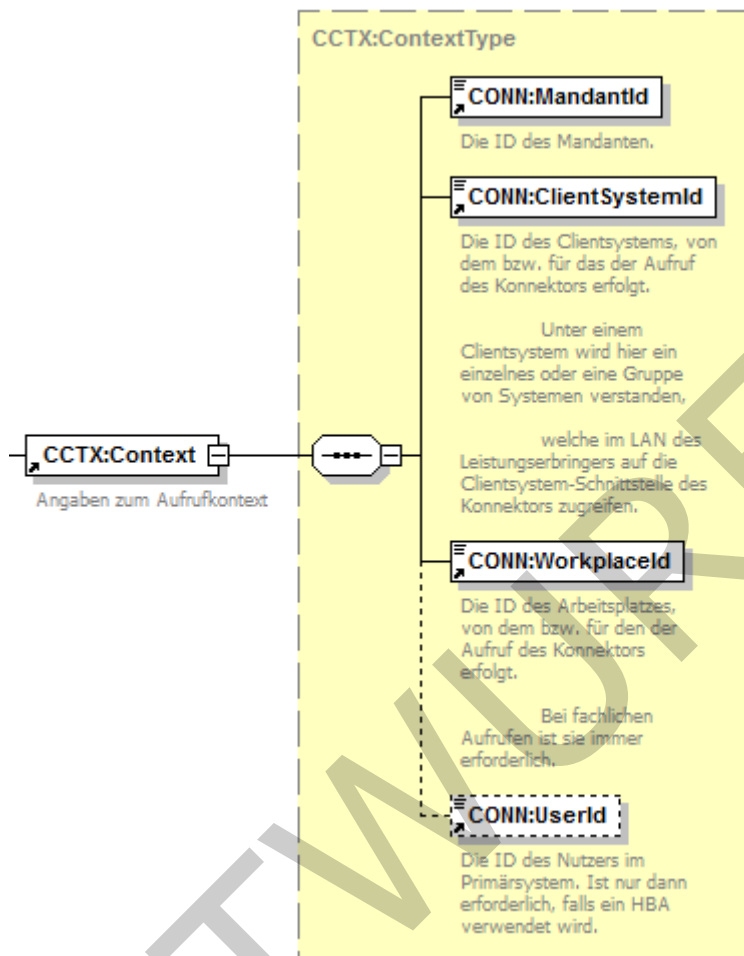 CCTX:ContextType
CONN:MandantId
Die ID des Mandanten.
CONN:ClientSystemId
Die ID des Clientsystems, von
dem bzw. für das der Aufruf
des Konnektors erfolgt.
Unter einem
Clientsystem wird hier ein
einzelnes oder eine Gruppe
von Systemen verstanden,
welche im LAN des
Leistungserbringers auf die
Clientsystem-Schnittstelle des
Konnektors zugreifen.
CCTX:Context
Angaben zum Aufrufkontext
CONN:WorkplaceId
Die ID des Arbeitsplatzes,
von dem bzw. für den der
Aufruf des Konnektors
erfolgt.
Bei fachlichen
Aufrufen ist sie immer
erforderlich.
CONN:UserId
Die ID des Nutzers im
Primärsystem. Ist nur dann
erforderlich, falls ein HBA
verwendet wird.
TWURF